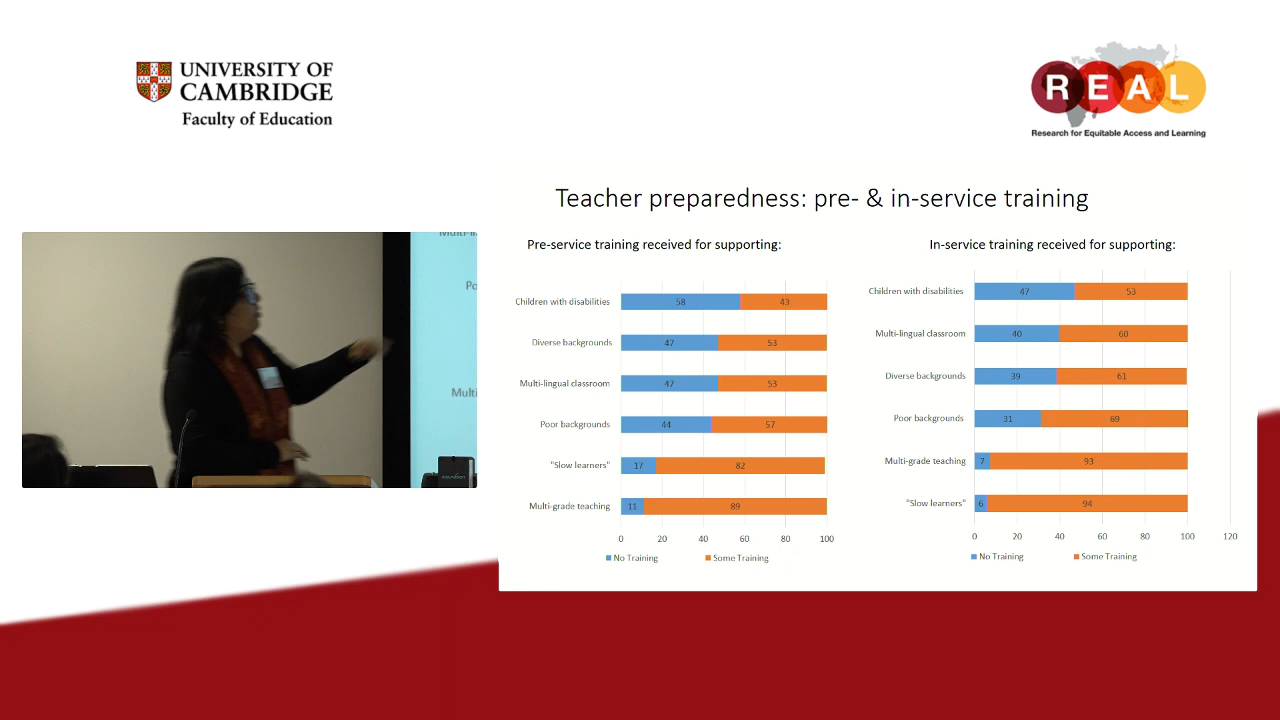 UNIVERSITY OF
CAMBRIDGE
Faculty of Education
REAL
Research for Equitable Access and Learning
Teacher preparedness: pre- & in-service training
Pre-service training received for supporting:
Children with disabilities 58 43
Diverse backgrounds 47 53
Multi-lingual classroom 47 53
Poor backgrounds 44 57
"Slow learners" 17 82
Multi-grade teaching 11 89
0 20 40 60 80 100
No Training Some Training
In-service training received for supporting:
Children with disabilities 47 53
Multi-lingual classroom 40 60
Diverse backgrounds 39 61
Poor backgrounds 31 69
Multi-grade teaching 7 93
"Slow learners" 6 94
0 20 40 60 80 100 120
No Training Some Training
Po
Multi